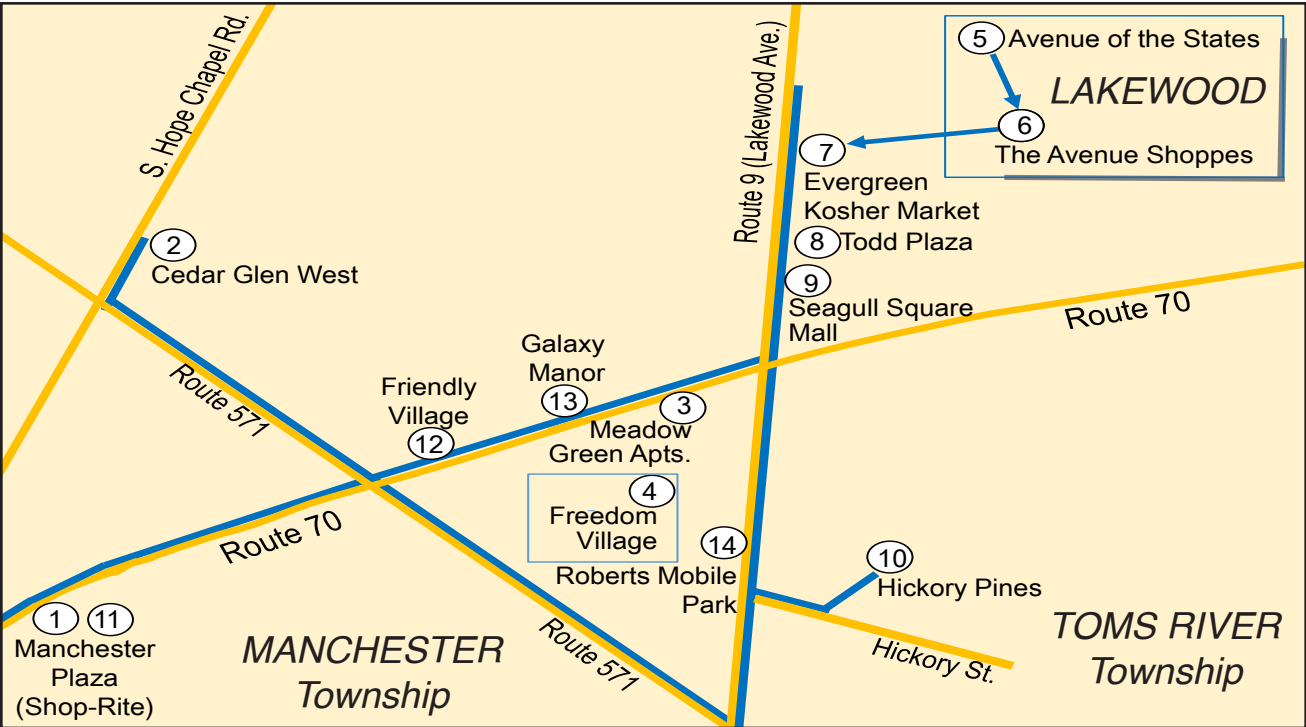 S. Hope Chapel Rd.
Route 9 (Lakewood Ave.)
5 Avenue of the States
LAKEWOOD
6
The Avenue Shoppes
7
Evergreen
Kosher Market
8 Todd Plaza
9
Seagull Square
Mall
Route 70
2
Cedar Glen West
Route 571
Galaxy
Manor
13
Friendly
Village
12
3
Meadow
Green Apts.
4
Freedom
Village
Route 70
14
Roberts Mobile
Park
10
Hickory Pines
Hickory St.
1 11
Manchester
Plaza
(Shop-Rite)
MANCHESTER
Township
Route 571
TOMS RIVER
Township